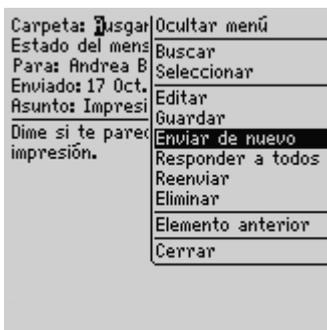 Carpeta: Busgar
Estado del mens
Para: Andrea B
Enviado: 17 Oct.
Asunto: Impresi
Dime si te parec
impresión.
Ocultar menú
Buscar
Seleccionar
Editar
Guardar
Enviar de nuevo
Responder a todos
Reenviar
Eliminar
Elemento anterior
Cerrar